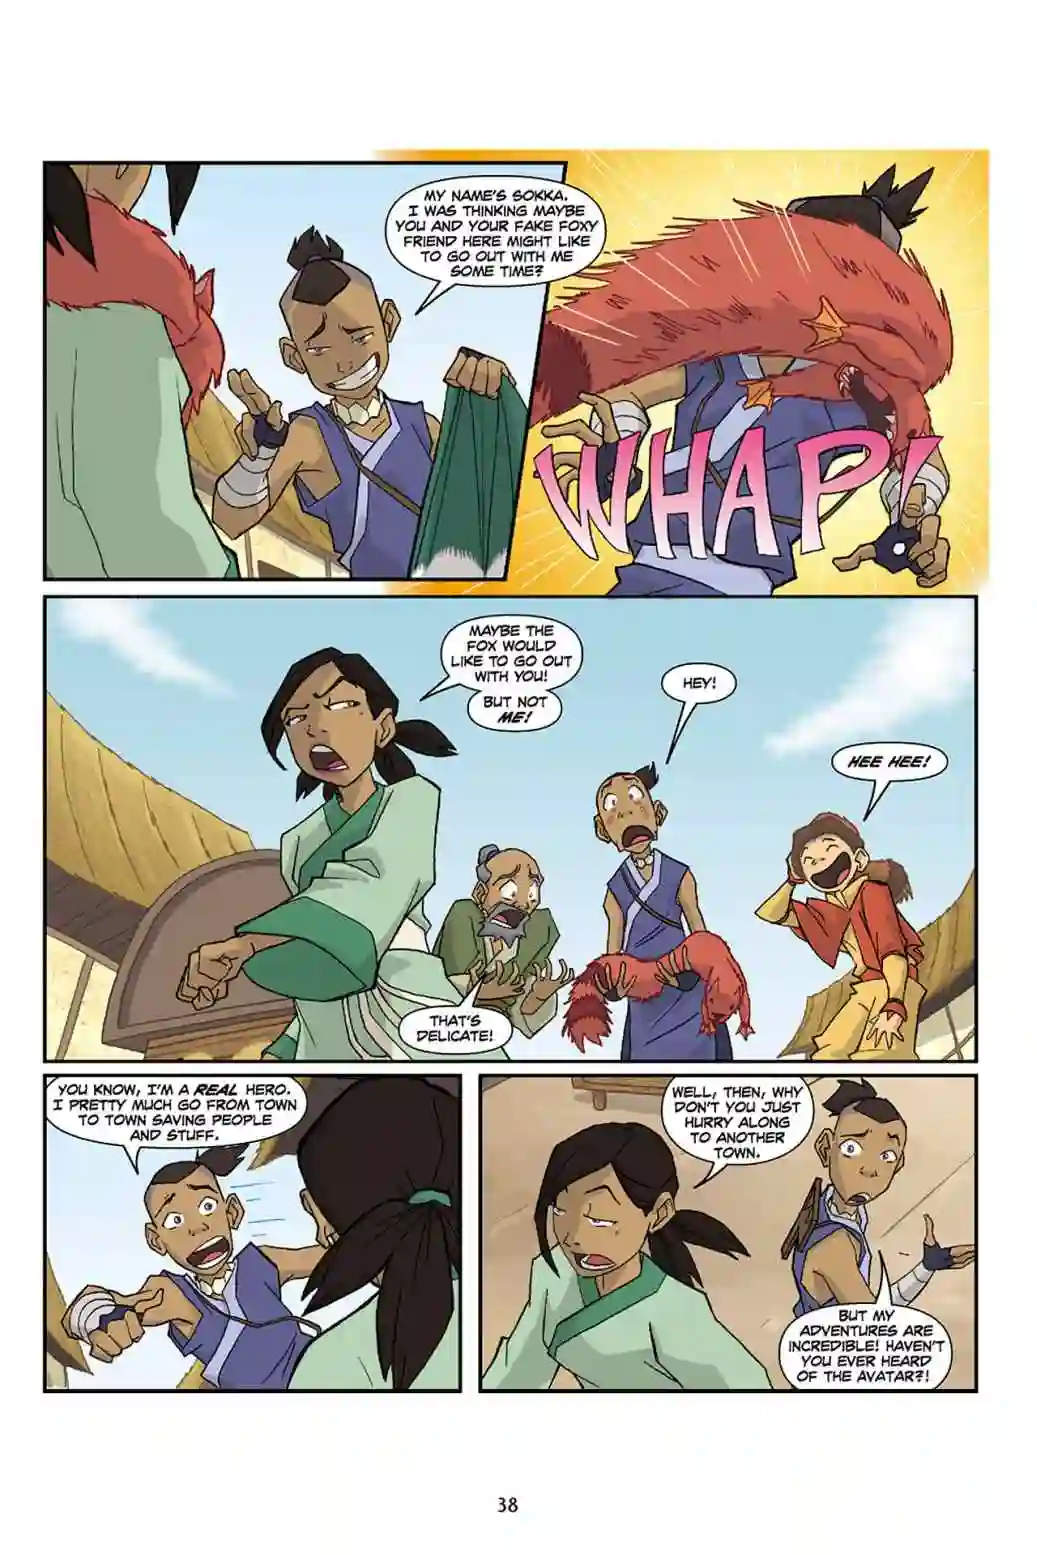 MY NAME'S SOKKA.
I WAS THINKING MAYBE
YOU AND YOUR FAKE FOXY
FRIEND HERE MIGHT LIKE
TO GO OUT WITH ME
SOME TIME?
WHAP!
MAYBE THE
FOX WOULD
LIKE TO GO OUT
WITH YOU!
BUT NOT
ME!
HEY!
HEE HEE!
THAT'S
DELICATE!
YOU KNOW, I'M A REAL HERO.
I PRETTY MUCH GO FROM TOWN
TO TOWN SAVING PEOPLE
AND STUFF.
WELL, THEN, WHY
DON'T YOU JUST
HURRY ALONG
TO ANOTHER
TOWN.
BUT MY
ADVENTURES ARE
INCREDIBLE! HAVEN'T
YOU EVER HEARD
OF THE AVATAR?!
38